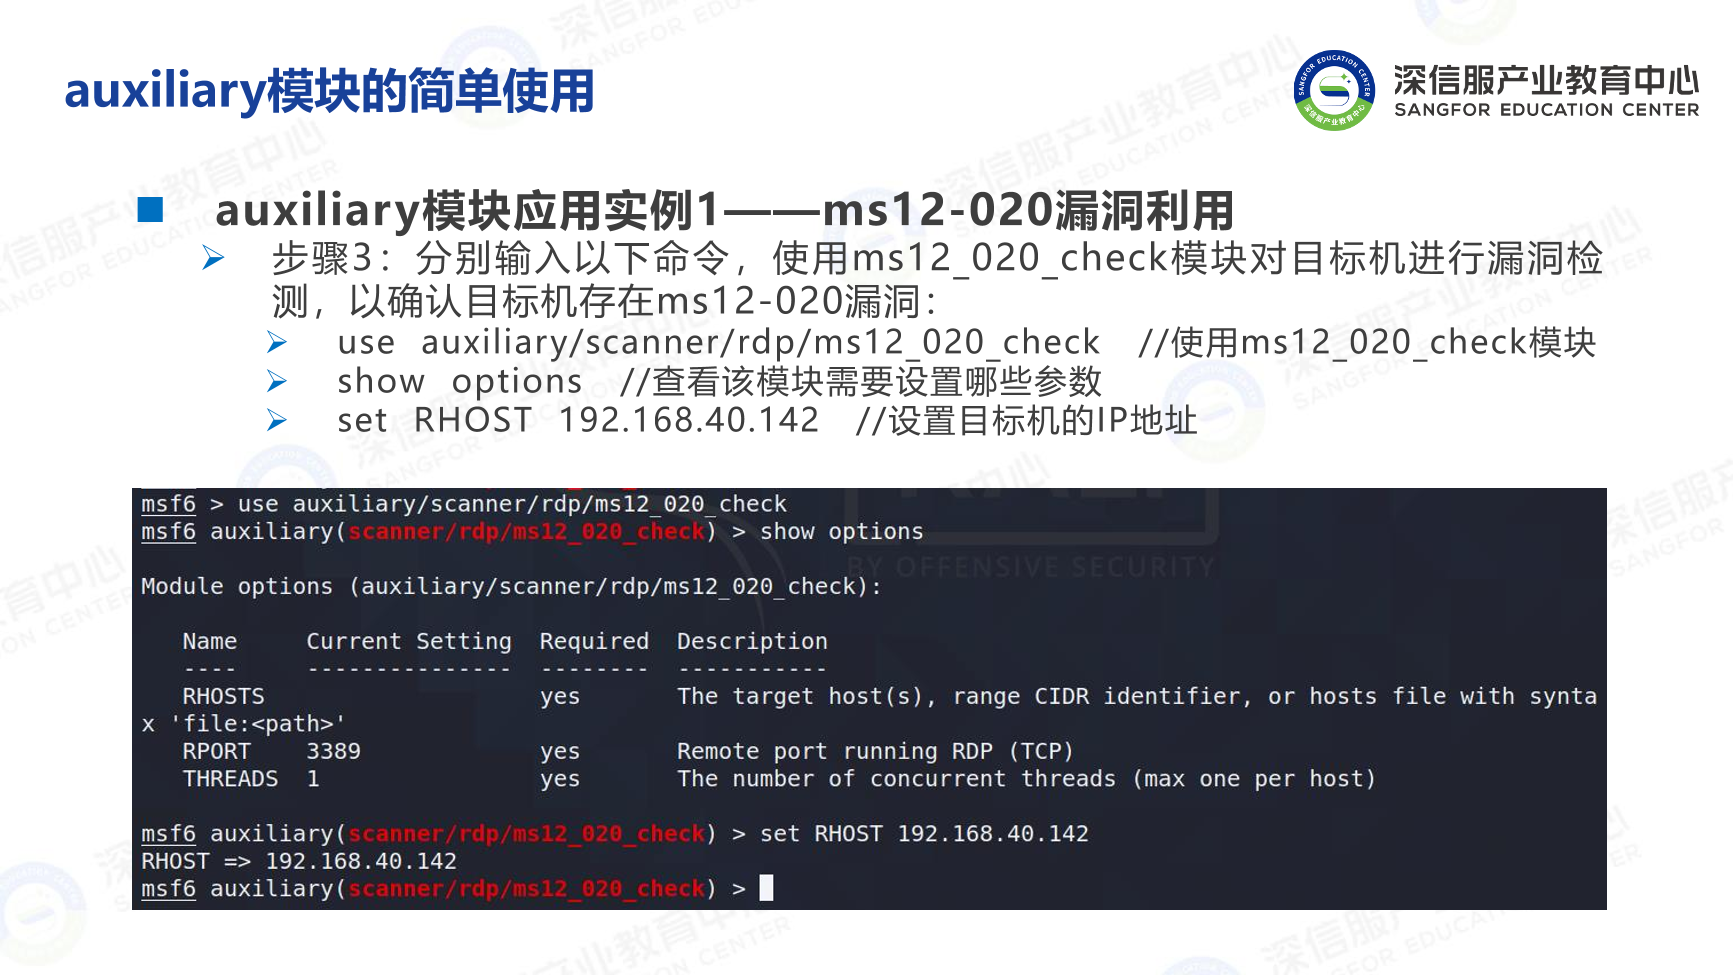 auxiliary模块的简单使用
深信服产业教育中心
SANGFOR EDUCATION CENTER
auxiliary模块应用实例1——ms12-020漏洞利用
步骤3：分别输入以下命令，使用ms12_020_check模块对目标机进行漏洞检
测，以确认目标机存在ms12-020漏洞：
use auxiliary/scanner/rdp/ms12_020_check //使用ms12_020_check模块
show options //查看该模块需要设置哪些参数
set RHOST 192.168.40.142 //设置目标机的IP地址
msf6 > use auxiliary/scanner/rdp/ms12_020_check
msf6 auxiliary(scanner/rdp/ms12_020_check) > show options
BY OFFENSIVE SECURITY
Module options (auxiliary/scanner/rdp/ms12_020_check):
Name Current Setting Required Description
---- --------------- -------- -----------
RHOSTS yes The target host(s), range CIDR identifier, or hosts file with synta
x 'file:<path>'
RPORT 3389 yes Remote port running RDP (TCP)
THREADS 1 yes The number of concurrent threads (max one per host)
msf6 auxiliary(scanner/rdp/ms12_020_check) > set RHOST 192.168.40.142
RHOST => 192.168.40.142
msf6 auxiliary(scanner/rdp/ms12_020_check) >